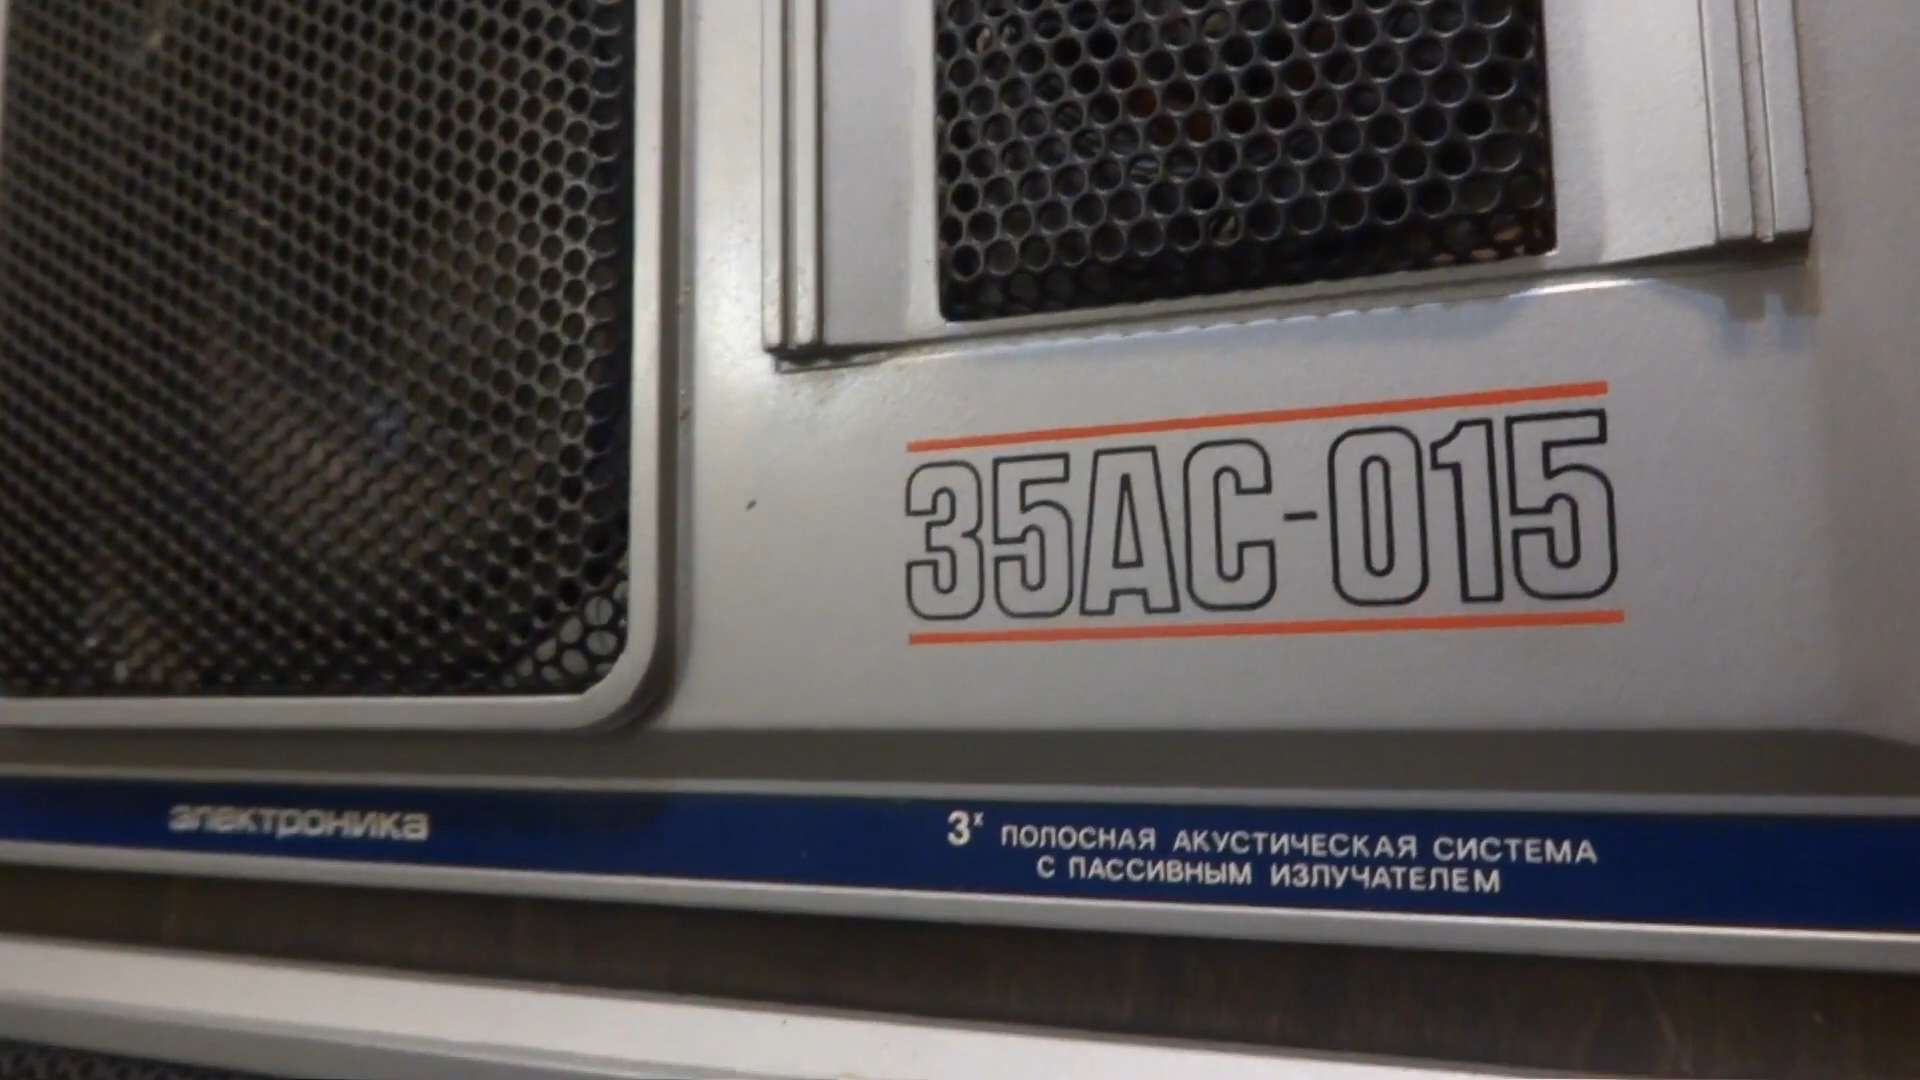 35АС-015
электроника
3х ПОЛОСНАЯ АКУСТИЧЕСКАЯ СИСТЕМА
С ПАССИВНЫМ ИЗЛУЧАТЕЛЕМ